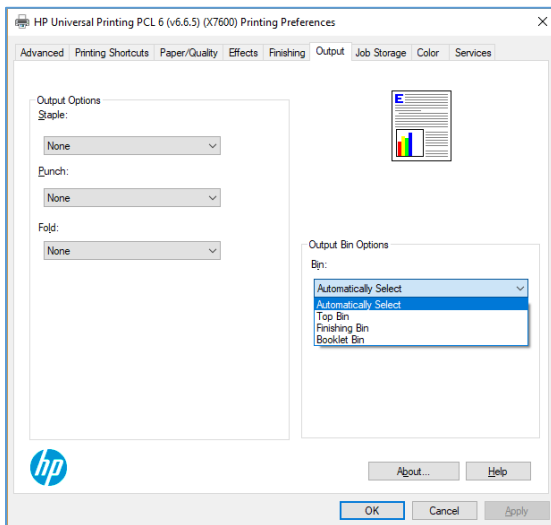 HP Universal Printing PCL 6 (v6.6.5) (X7600) Printing Preferences
Advanced Printing Shortcuts Paper/Quality Effects Finishing Output Job Storage Color Services
Output Options
Staple:
None
Punch:
None
Fold:
None
E
Output Bin Options
Bin:
Automatically Select
Automatically Select
Top Bin
Finishing Bin
Booklet Bin
hp
About... Help
OK Cancel Apply